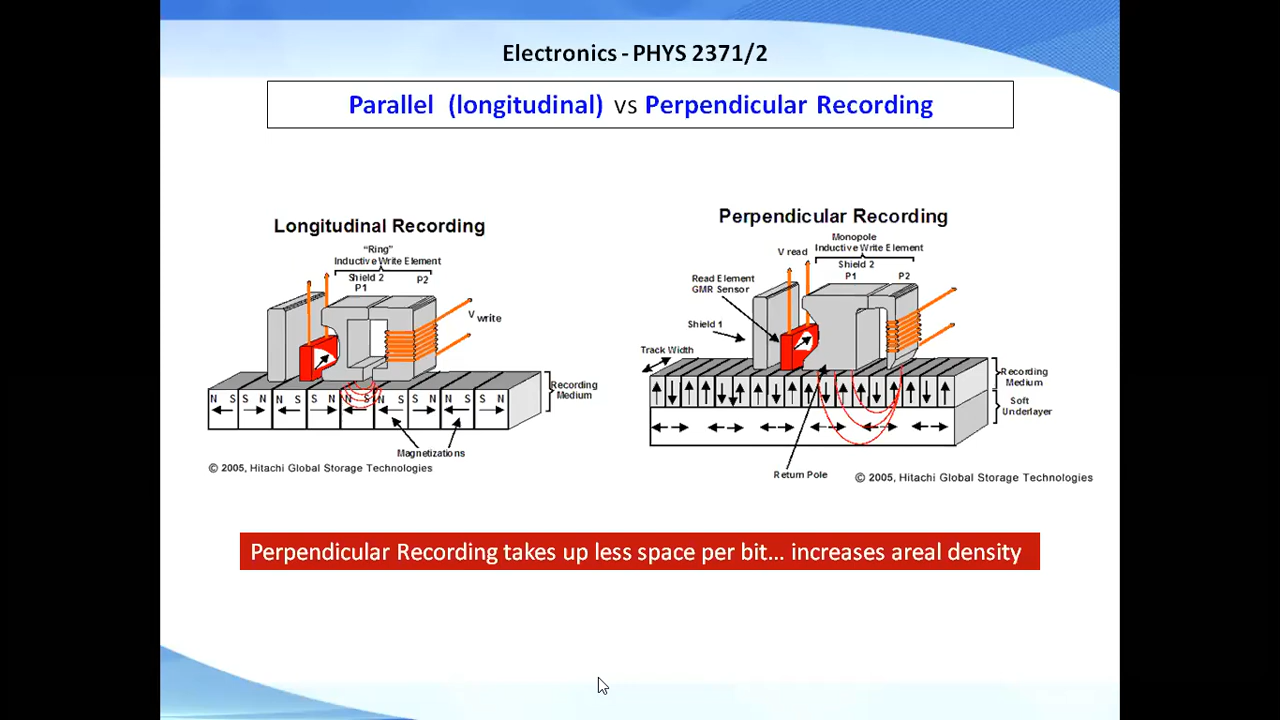 Electronics - PHYS 2371/2
Parallel (longitudinal) vs Perpendicular Recording
Longitudinal Recording
"Ring"
Inductive Write Element
Shield 2
P1
P2
V write
N S S N N S S N N S N S S N N S S N
Recording
Medium
Magnetizations
© 2005, Hitachi Global Storage Technologies
Perpendicular Recording
Monopole
Inductive Write Element
V read
Shield 2
P1
P2
Read Element
GMR Sensor
Shield 1
Track Width
Recording
Medium
Soft
Underlayer
Return Pole
© 2005, Hitachi Global Storage Technologies
Perpendicular Recording takes up less space per bit... increases areal density